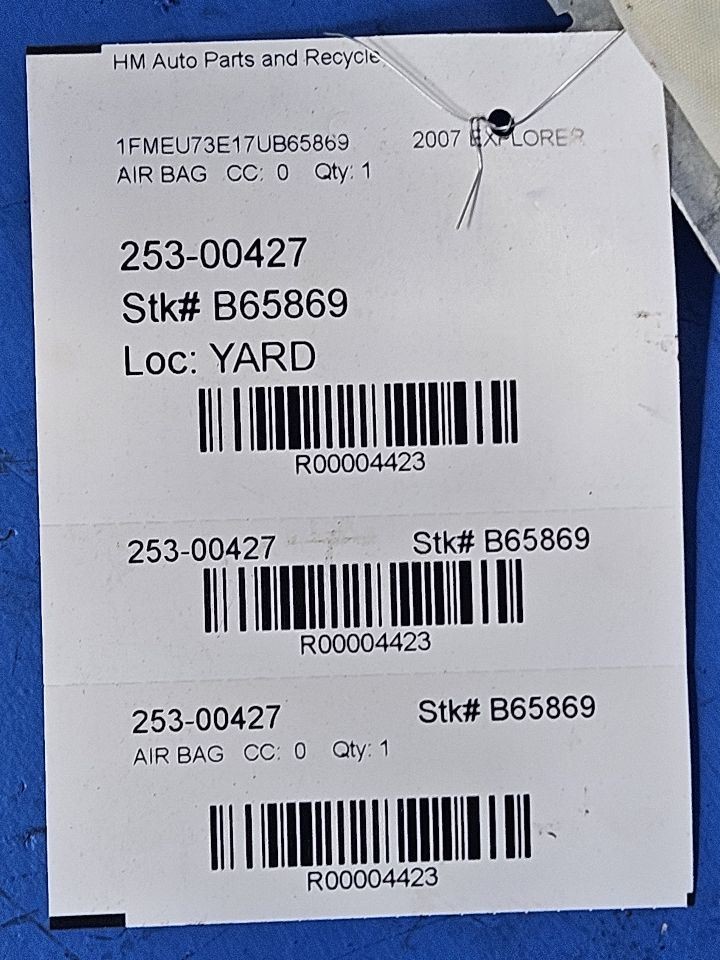 HM Auto Parts and Recycle
1FMEU73E17UB65869 2007 EXPLORER
AIR BAG CC: 0 Qty: 1
253-00427
Stk# B65869
Loc: YARD
R00004423
253-00427 Stk# B65869
R00004423
253-00427 Stk# B65869
AIR BAG CC: 0 Qty: 1
R00004423